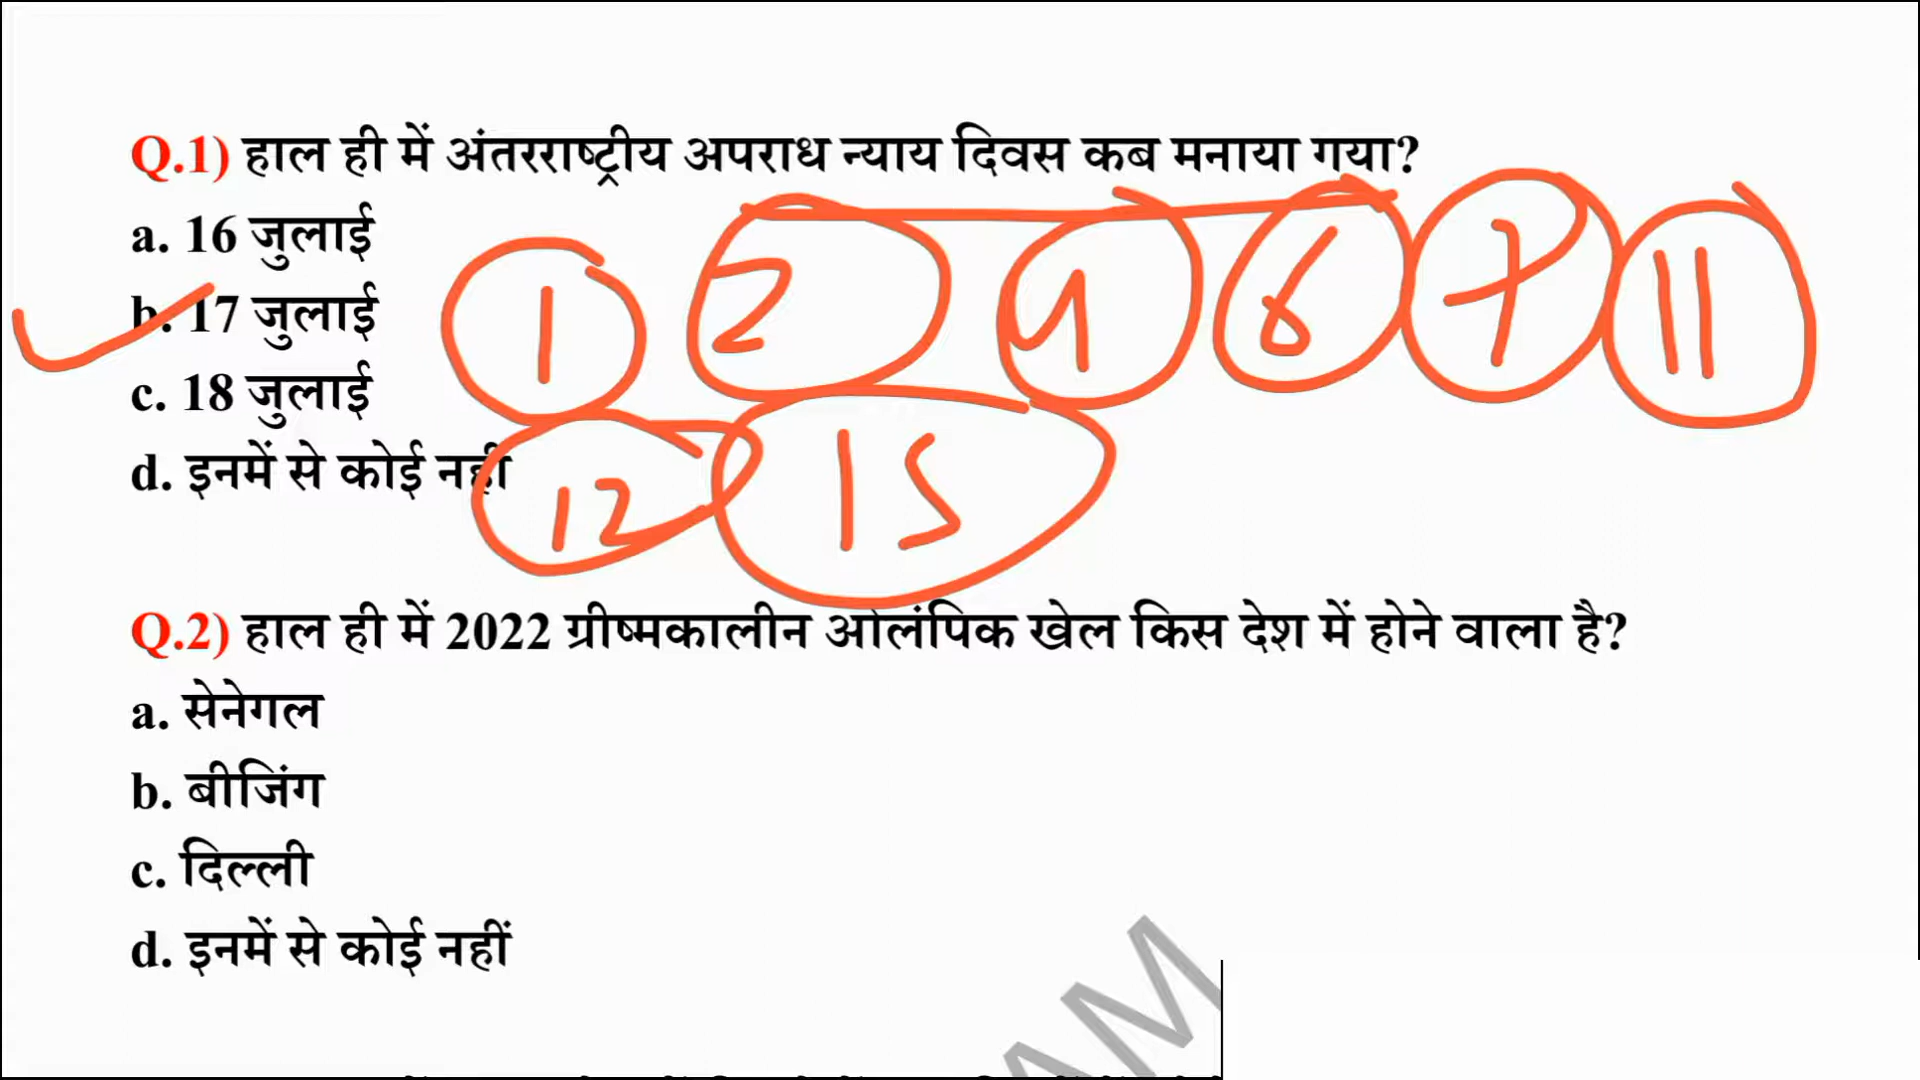 Q.1) हाल ही में अंतरराष्ट्रीय अपराध न्याय दिवस कब मनाया गया?
a. 16 जुलाई
b. 17 जुलाई
1 2 4 6 7 11
c. 18 जुलाई
d. इनमें से कोई नहीं
12 15
Q.2) हाल ही में 2022 ग्रीष्मकालीन ओलंपिक खेल किस देश में होने वाला है?
a. सेनेगल
b. बीजिंग
c. दिल्ली
d. इनमें से कोई नहीं
AM